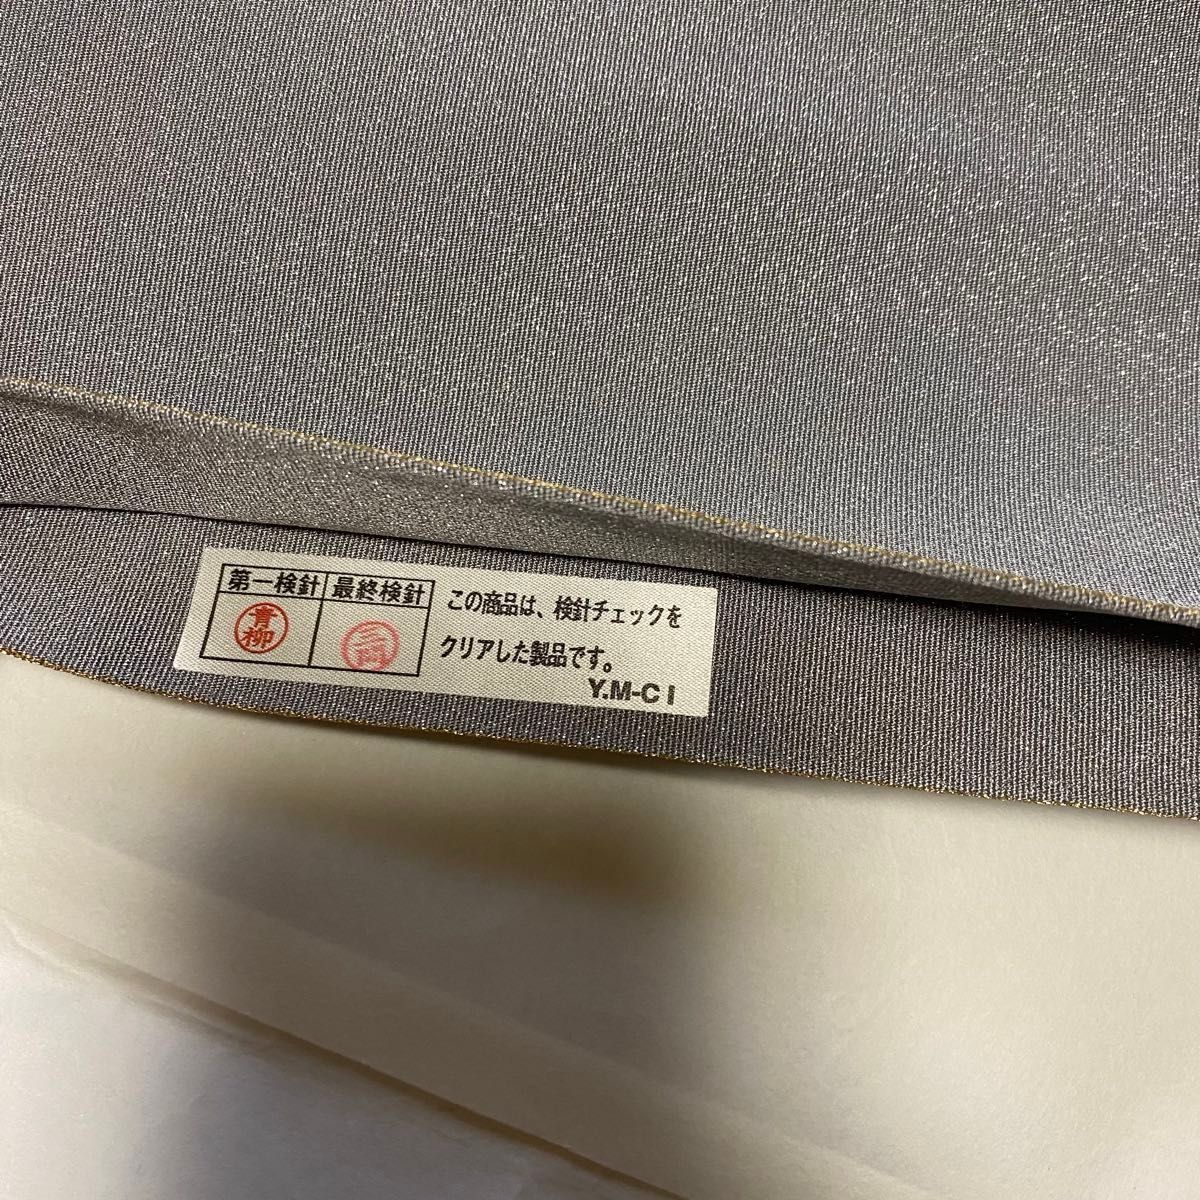 第一検針 最終検針
青柳
この商品は、検針チェックを
クリアした製品です。
Y.M-C I